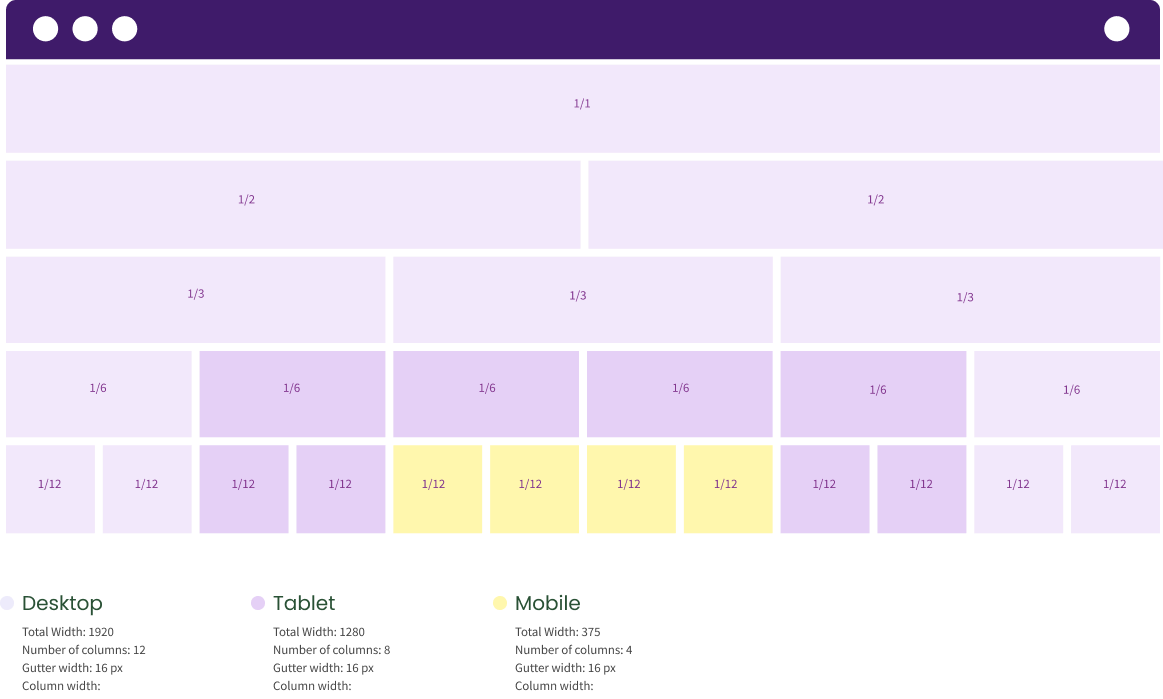 1/1
1/2 1/2
1/3 1/3 1/3
1/6 1/6 1/6 1/6 1/6 1/6
1/12 1/12 1/12 1/12 1/12 1/12 1/12 1/12 1/12 1/12 1/12 1/12
Desktop
Total Width: 1920
Number of columns: 12
Gutter width: 16 px
Column width:
Tablet
Total Width: 1280
Number of columns: 8
Gutter width: 16 px
Column width:
Mobile
Total Width: 375
Number of columns: 4
Gutter width: 16 px
Column width: